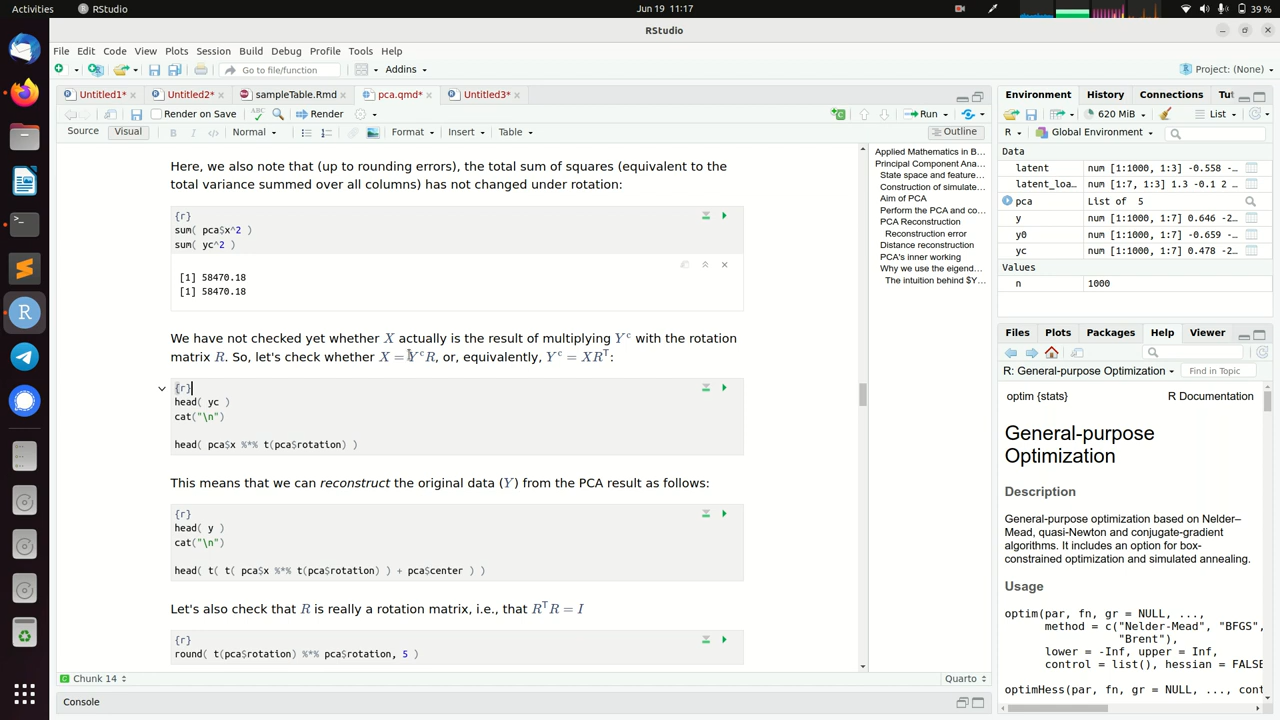 Activities
RStudio
Jun 19 11:17
39 %
RStudio
File Edit Code View Plots Session Build Debug Profile Tools Help
Go to file/function
Addins
Project: (None)
Untitled1*
Untitled2*
sampleTable.Rmd
pca.qmd*
Untitled3*
Render on Save
ABC
Render
Run
Source
Visual
B I
Normal
Format
Insert
Table
Outline
Here, we also note that (up to rounding errors), the total sum of squares (equivalent to the
total variance summed over all columns) has not changed under rotation:
{r}
sum( pca$x^2 )
sum( yc^2 )
[1] 58470.18
[1] 58470.18
We have not checked yet whether X actually is the result of multiplying Yᶜ with the rotation
matrix R. So, let's check whether X = YᶜR, or, equivalently, Yᶜ = XRᵀ:
{r}
head( yc )
cat("\n")
head( pca$x %*% t(pca$rotation) )
This means that we can reconstruct the original data (Y) from the PCA result as follows:
{r}
head( y )
cat("\n")
head( t( t( pca$x %*% t(pca$rotation) ) + pca$center ) )
Let's also check that R is really a rotation matrix, i.e., that RᵀR = I
{r}
round( t(pca$rotation) %*% pca$rotation, 5 )
Chunk 14
Quarto
Console
Applied Mathematics in B...
Principal Component Ana...
State space and feature...
Construction of simulate...
Aim of PCA
Perform the PCA and co...
PCA Reconstruction
Reconstruction error
Distance reconstruction
PCA's inner working
Why we use the eigend...
The intuition behind $Y...
Environment
History
Connections
Tut
620 MiB
List
R
Global Environment
Data
latent num [1:1000, 1:3] -0.558 -...
latent_loa... num [1:7, 1:3] 1.3 -0.1 2 ...
pca List of 5
y num [1:1000, 1:7] 0.646 -2...
y0 num [1:1000, 1:7] -0.659 -...
yc num [1:1000, 1:7] 0.478 -2...
Values
n 1000
Files
Plots
Packages
Help
Viewer
R: General-purpose Optimization
Find in Topic
optim {stats}
R Documentation
General-purpose
Optimization
Description
General-purpose optimization based on Nelder–
Mead, quasi-Newton and conjugate-gradient
algorithms. It includes an option for box-
constrained optimization and simulated annealing.
Usage
optim(par, fn, gr = NULL, ...,
method = c("Nelder-Mead", "BFGS",
"Brent"),
lower = -Inf, upper = Inf,
control = list(), hessian = FALSE
optimHess(par, fn, gr = NULL, ..., cont